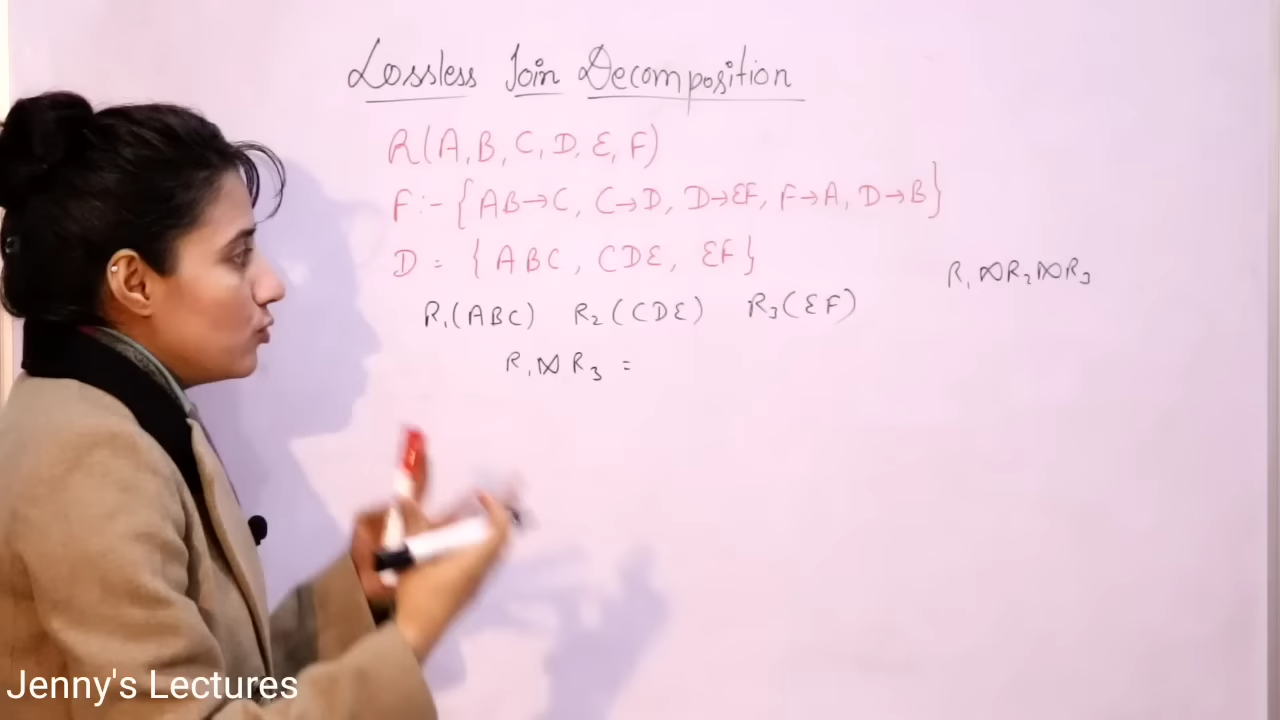 Lossless Join Decomposition
R(A, B, C, D, E, F)
F:- {AB→C, C→D, D→EF, F→A, D→B}
D = {ABC, CDE, EF}
R₁⋈R₂⋈R₃
R₁(ABC) R₂(CDE) R₃(EF)
R₁⋈R₃ =
Jenny's Lectures